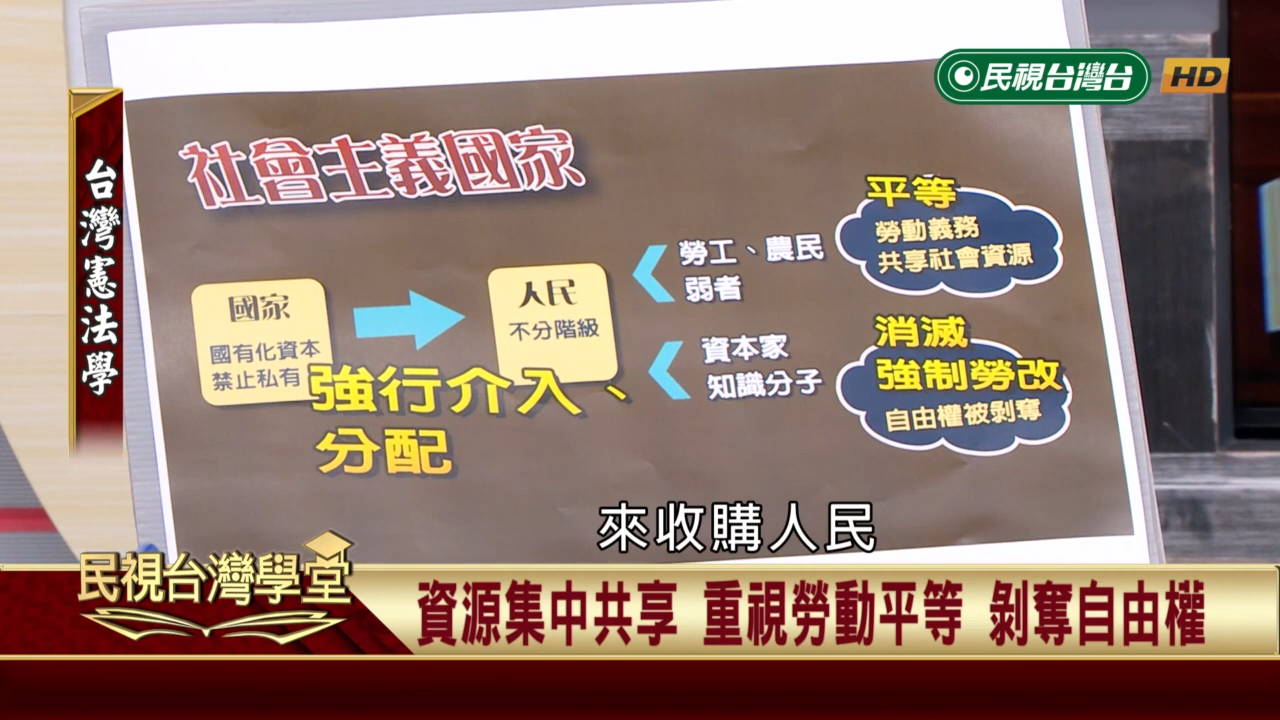 民視台灣台 HD
台灣憲法學
社會主義國家
國家
國有化資本
禁止私有
人民
不分階級
強行介入、
分配
勞工、農民
弱者
資本家
知識分子
平等
勞動義務
共享社會資源
消滅
強制勞改
自由權被剝奪
來收購人民
民視台灣學堂
資源集中共享 重視勞動平等 剝奪自由權